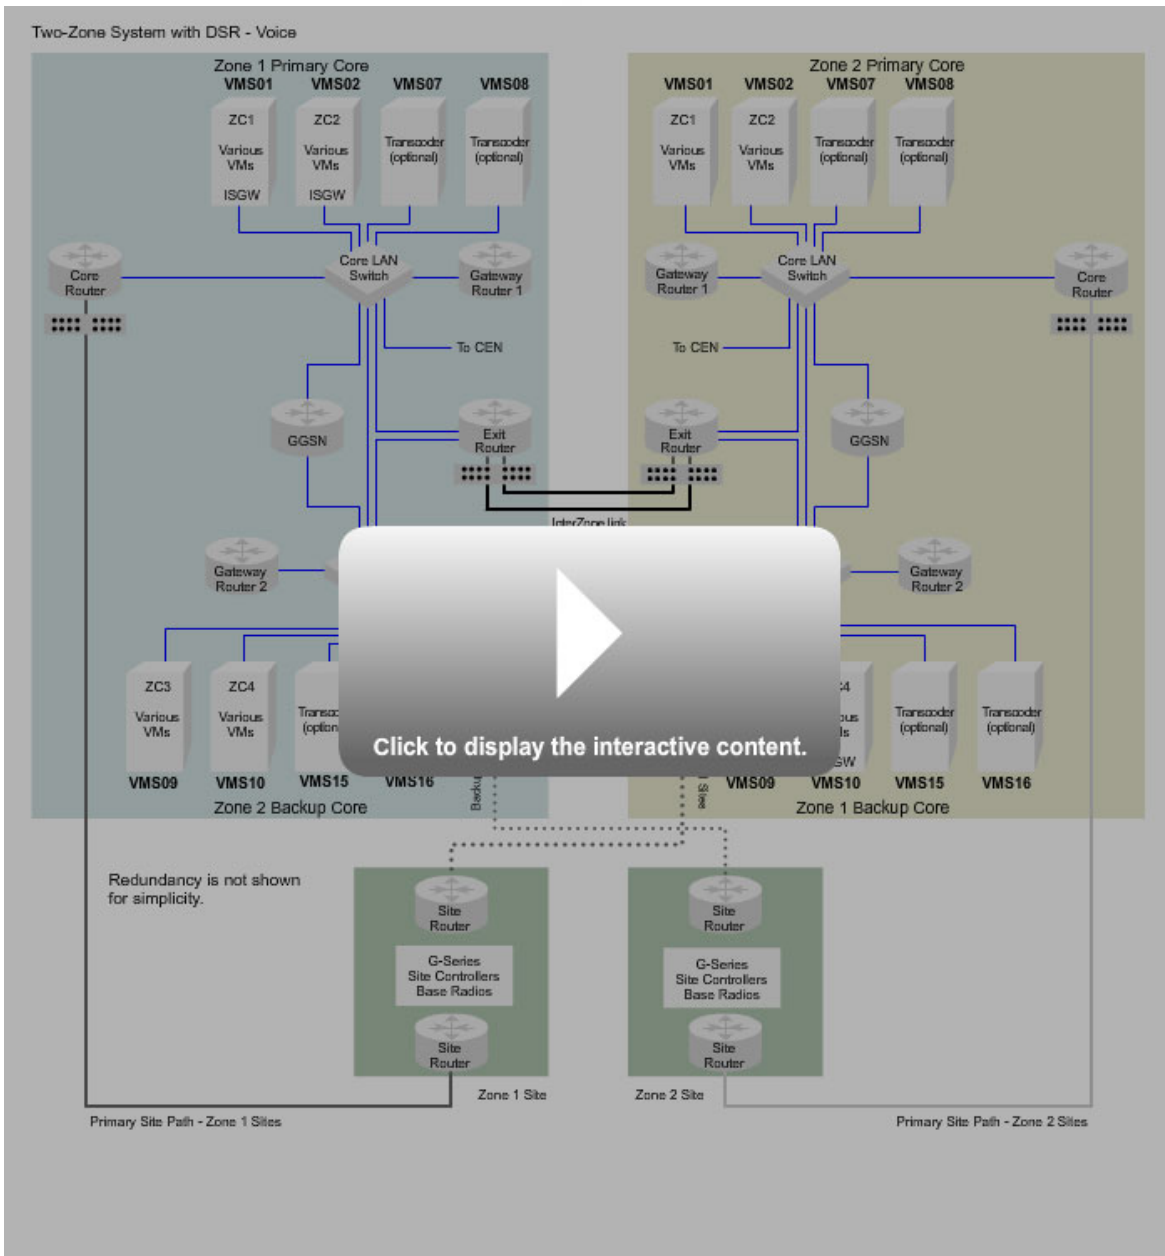 Two-Zone System with DSR - Voice
Zone 1 Primary Core
VMS01 VMS02 VMS07 VMS08
ZC1
Various
VMs
ISGW
ZC2
Various
VMs
ISGW
Transcoder
(optional)
Transcoder
(optional)
Core
Router
Core LAN
Switch
Gateway
Router 1
To CEN
GGSN
Exit
Router
Gateway
Router 2
ZC3
Various
VMs
ZC4
Various
VMs
VMS09 VMS10 VMS15 VMS16
Zone 2 Backup Core
Zone 2 Primary Core
VMS01 VMS02 VMS07 VMS08
ZC1
Various
VMs
ZC2
Various
VMs
Transcoder
(optional)
Transcoder
(optional)
Gateway
Router 1
Core LAN
Switch
Core
Router
To CEN
Exit
Router
GGSN
InterZone link
Gateway
Router 2
Transcoder
(optional)
Transcoder
(optional)
VMS09 VMS10 VMS15 VMS16
Zone 1 Backup Core
Click to display the interactive content.
Sites
Redundancy is not shown
for simplicity.
Site
Router
G-Series
Site Controllers
Base Radios
Site
Router
Zone 1 Site
Site
Router
G-Series
Site Controllers
Base Radios
Site
Router
Zone 2 Site
Primary Site Path - Zone 1 Sites
Primary Site Path - Zone 2 Sites